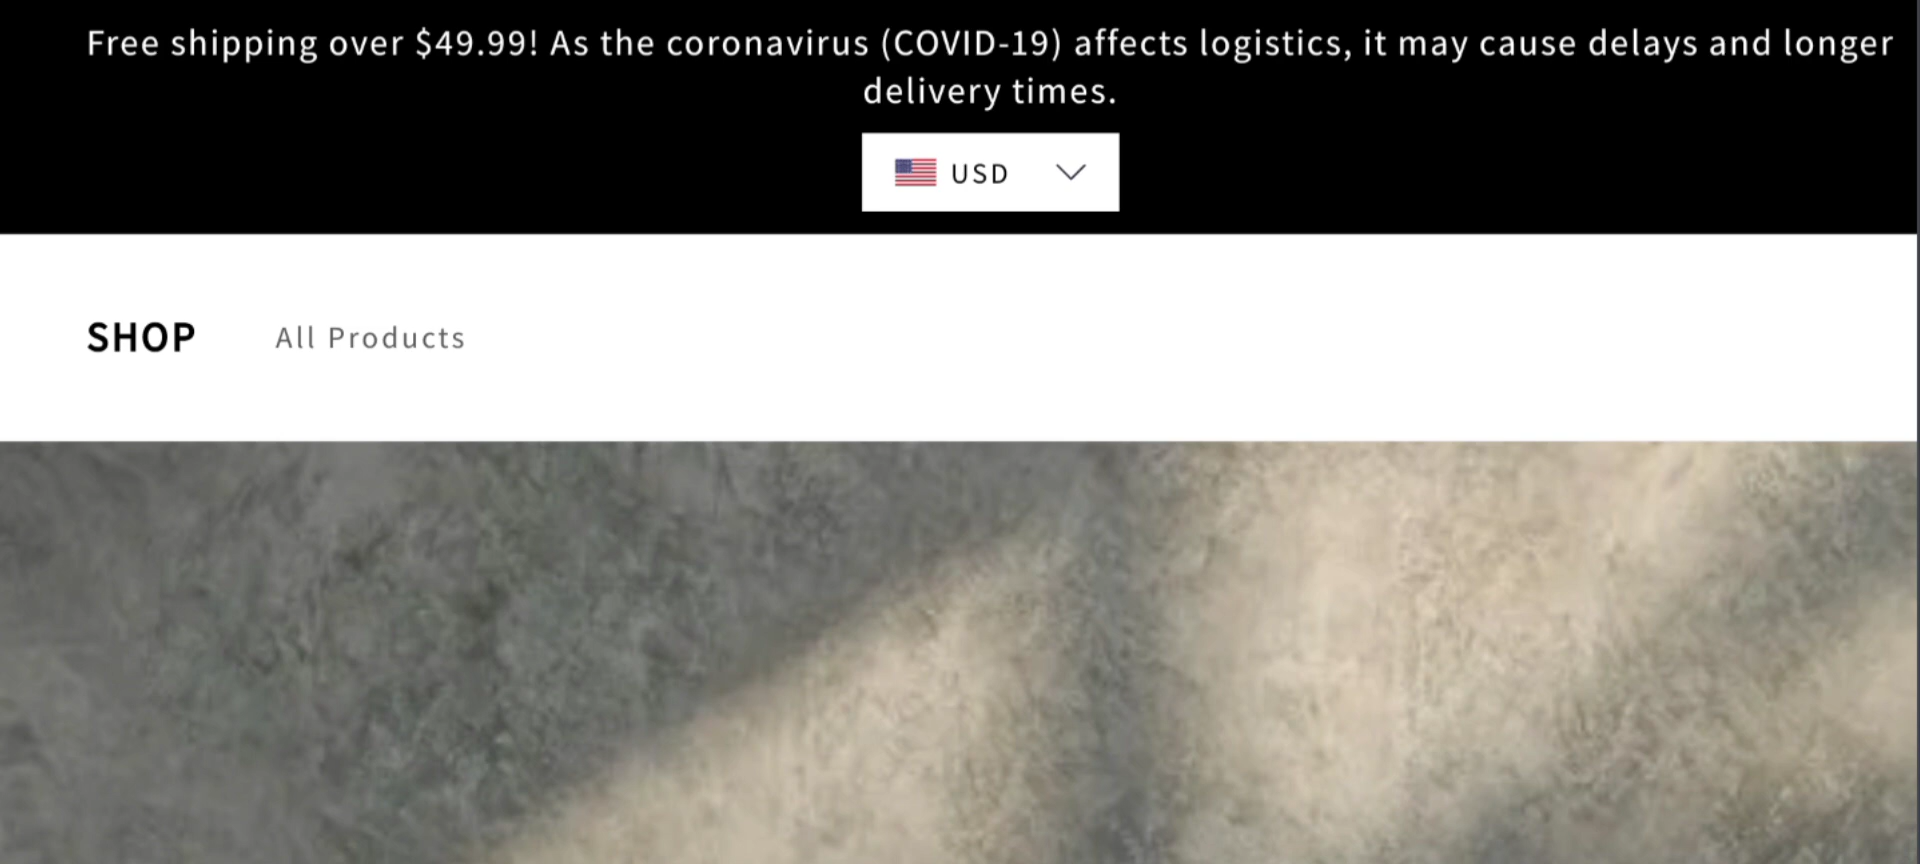 Free shipping over $49.99! As the coronavirus (COVID-19) affects logistics, it may cause delays and longer
delivery times.
USD
SHOP All Products